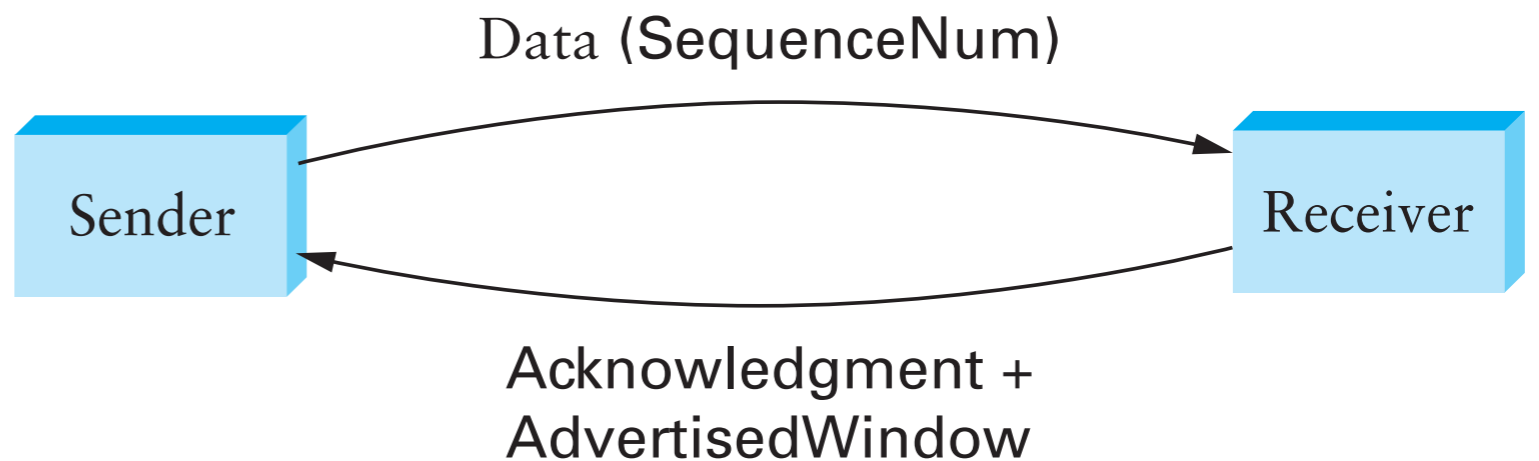 Data (SequenceNum)
Sender
Receiver
Acknowledgment +
AdvertisedWindow